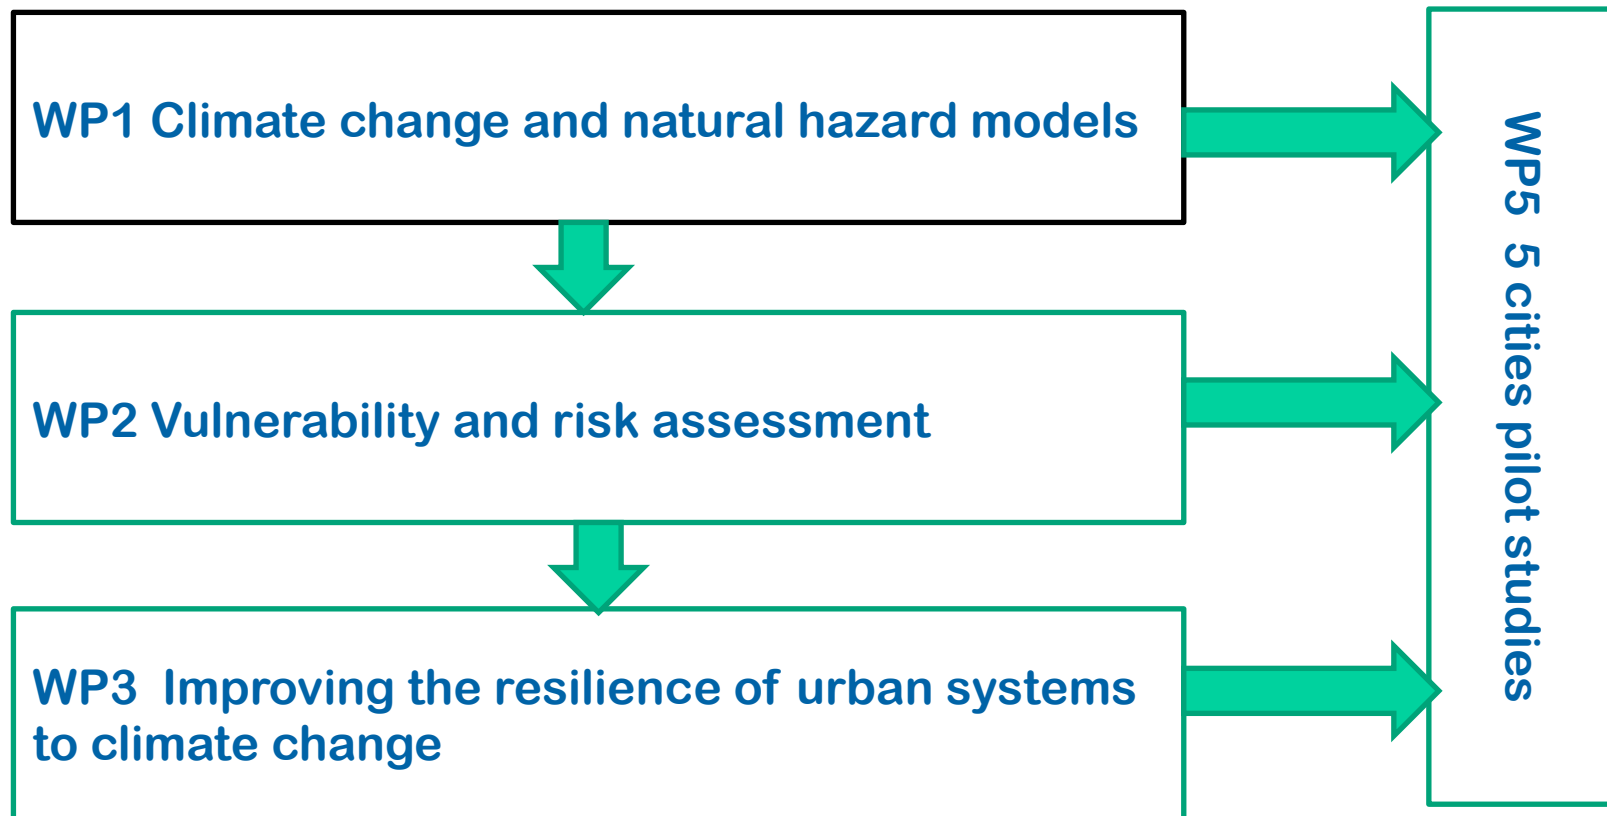 WP1 Climate change and natural hazard models
WP2 Vulnerability and risk assessment
WP3 Improving the resilience of urban systems
to climate change
WP5 5 cities pilot studies